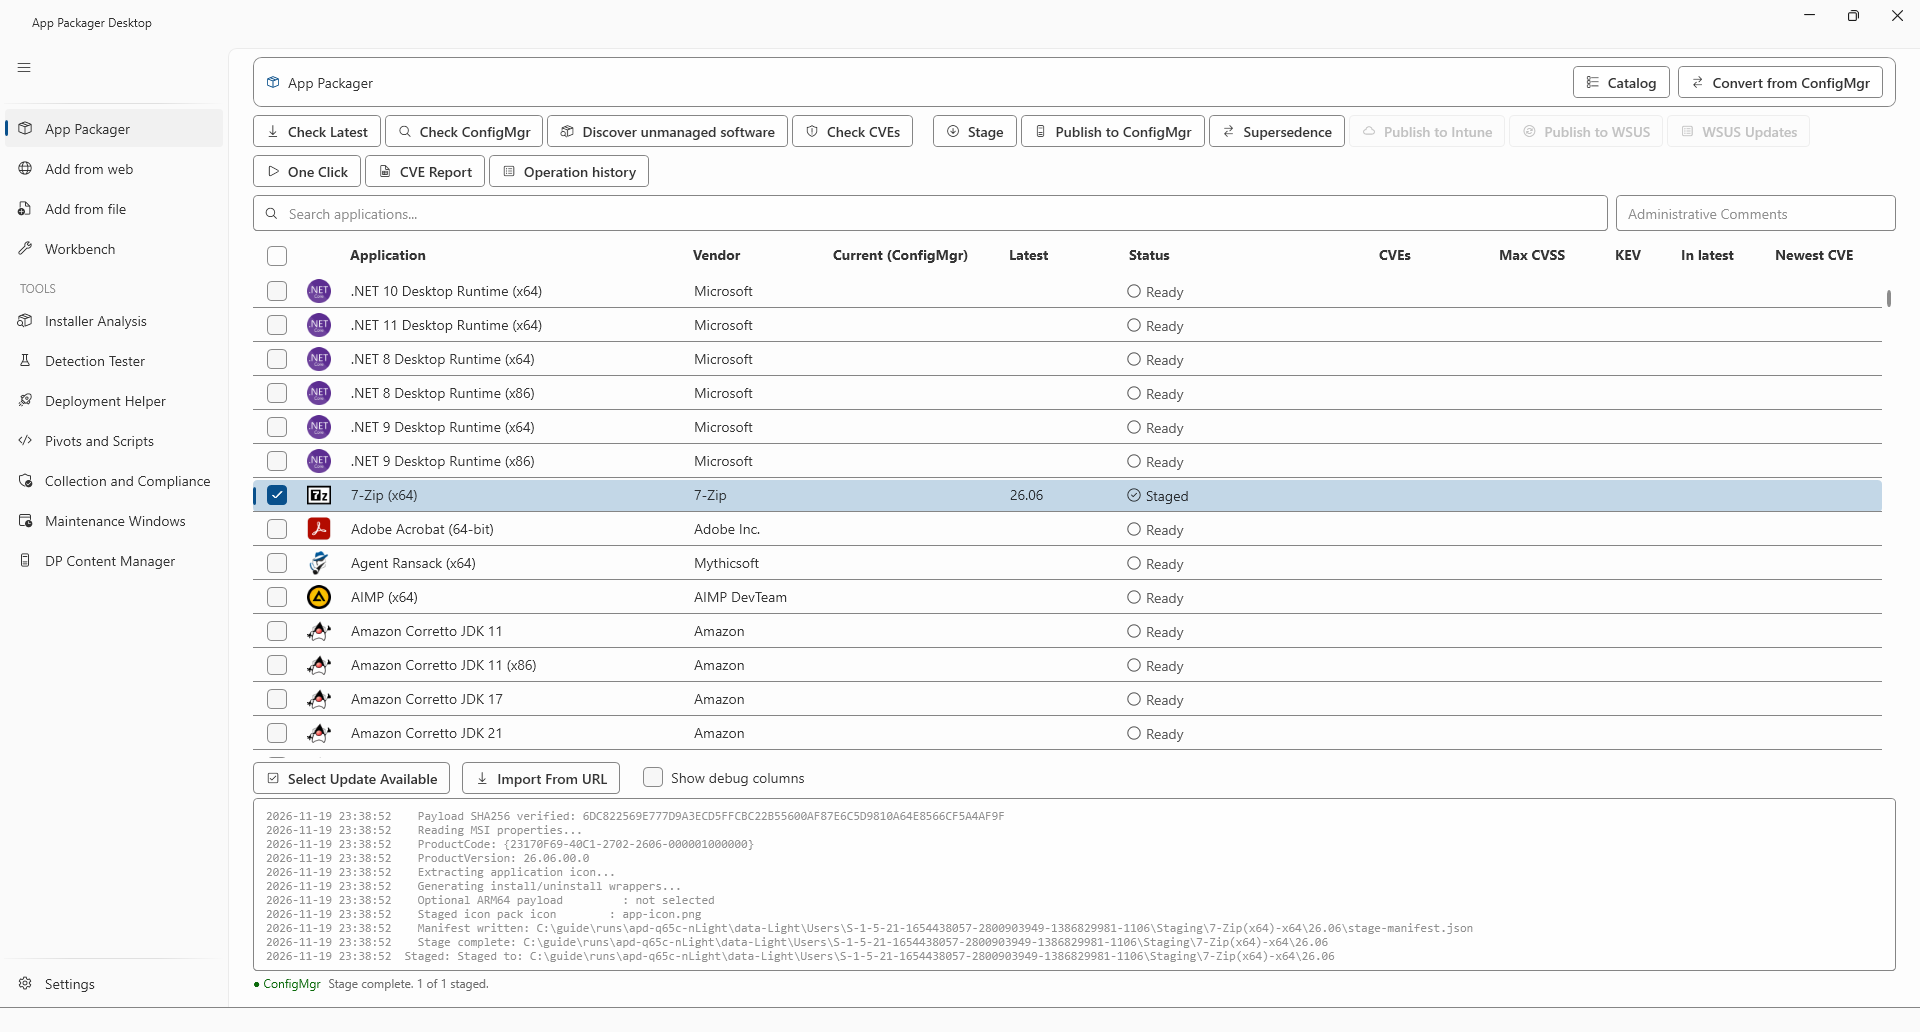 App Packager Desktop
App Packager
Catalog
Convert from ConfigMgr
Check Latest
Check ConfigMgr
Discover unmanaged software
Check CVEs
Stage
Publish to ConfigMgr
Supersedence
Publish to Intune
Publish to WSUS
WSUS Updates
One Click
CVE Report
Operation history
App Packager
Add from web
Add from file
Workbench
TOOLS
Installer Analysis
Detection Tester
Deployment Helper
Pivots and Scripts
Collection and Compliance
Maintenance Windows
DP Content Manager
Settings
Search applications...
Administrative Comments
Application Vendor Current (ConfigMgr) Latest Status CVEs Max CVSS KEV In latest Newest CVE
.NET 10 Desktop Runtime (x64) Microsoft Ready
.NET 11 Desktop Runtime (x64) Microsoft Ready
.NET 8 Desktop Runtime (x64) Microsoft Ready
.NET 8 Desktop Runtime (x86) Microsoft Ready
.NET 9 Desktop Runtime (x64) Microsoft Ready
.NET 9 Desktop Runtime (x86) Microsoft Ready
7-Zip (x64) 7-Zip 26.06 Staged
Adobe Acrobat (64-bit) Adobe Inc. Ready
Agent Ransack (x64) Mythicsoft Ready
AIMP (x64) AIMP DevTeam Ready
Amazon Corretto JDK 11 Amazon Ready
Amazon Corretto JDK 11 (x86) Amazon Ready
Amazon Corretto JDK 17 Amazon Ready
Amazon Corretto JDK 21 Amazon Ready
Select Update Available
Import From URL
Show debug columns
2026-11-19 23:38:52 Payload SHA256 verified: 6DC822569E777D9A3ECD5FFCBC22B55600AF87E6C5D9810A64E8566CF5A4AF9F
2026-11-19 23:38:52 Reading MSI properties...
2026-11-19 23:38:52 ProductCode: {23170F69-40C1-2702-2606-000001000000}
2026-11-19 23:38:52 ProductVersion: 26.06.00.0
2026-11-19 23:38:52 Extracting application icon...
2026-11-19 23:38:52 Generating install/uninstall wrappers...
2026-11-19 23:38:52 Optional ARM64 payload : not selected
2026-11-19 23:38:52 Staged icon pack icon : app-icon.png
2026-11-19 23:38:52 Manifest written: C:\guide\runs\apd-q65c-nLight\data-Light\Users\S-1-5-21-1654438057-2800903949-1386829981-1106\Staging\7-Zip(x64)-x64\26.06\stage-manifest.json
2026-11-19 23:38:52 Stage complete: C:\guide\runs\apd-q65c-nLight\data-Light\Users\S-1-5-21-1654438057-2800903949-1386829981-1106\Staging\7-Zip(x64)-x64\26.06
2026-11-19 23:38:52 Staged: Staged to: C:\guide\runs\apd-q65c-nLight\data-Light\Users\S-1-5-21-1654438057-2800903949-1386829981-1106\Staging\7-Zip(x64)-x64\26.06
ConfigMgr Stage complete. 1 of 1 staged.